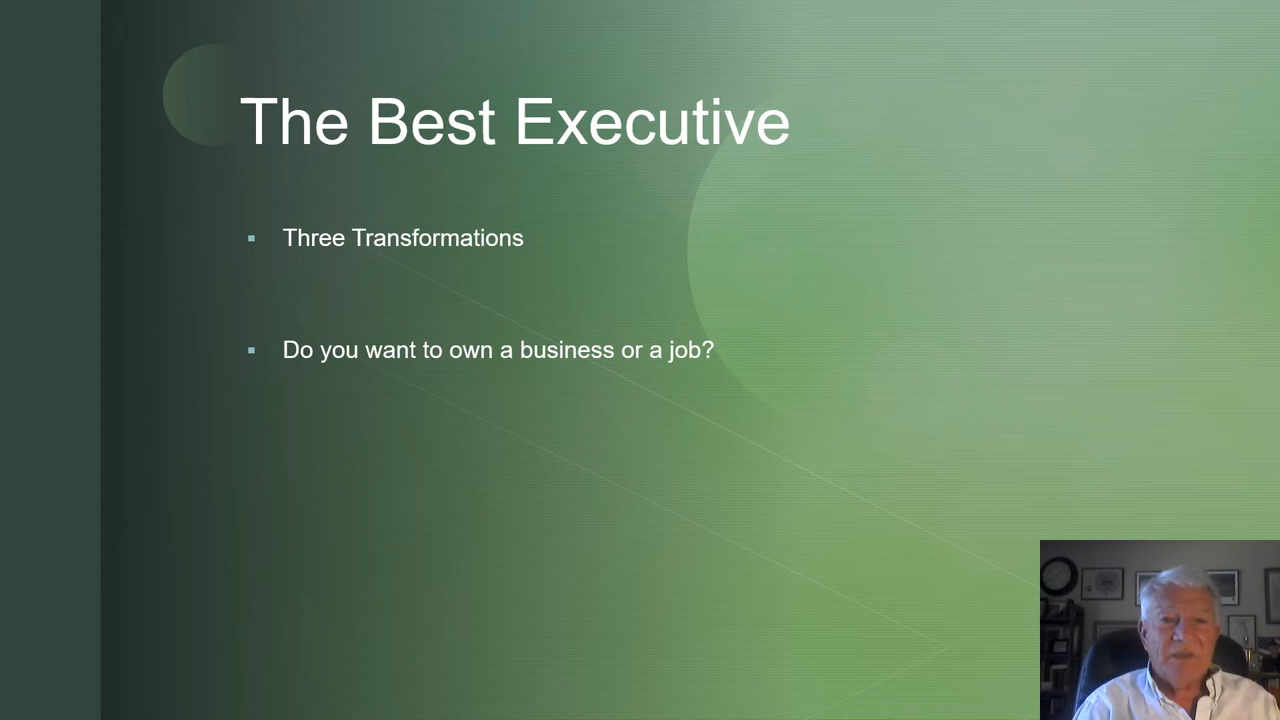 The Best Executive
Three Transformations
Do you want to own a business or a job?